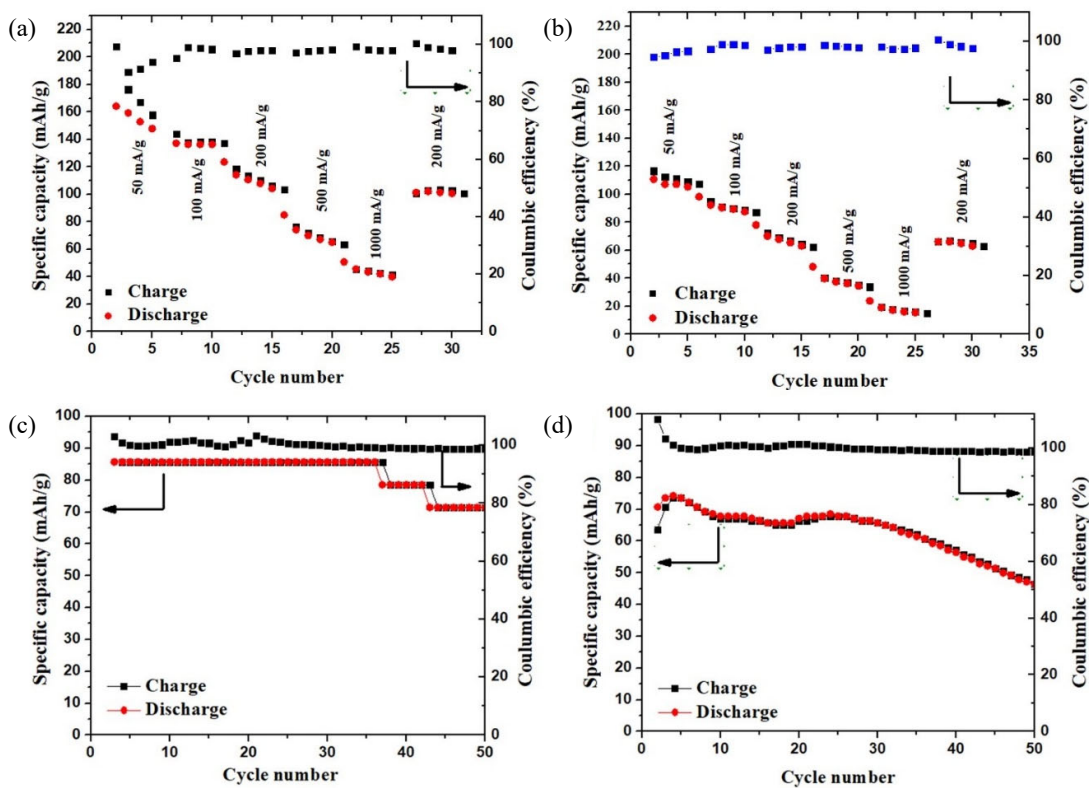 (a)
Specific capacity (mAh/g)
220
200
180
160
140
120
100
80
60
40
20
0
50 mA/g
100 mA/g
200 mA/g
500 mA/g
1000 mA/g
200 mA/g
Charge
Discharge
0 5 10 15 20 25 30
Cycle number
100
80
60
40
20
0
Coulumbic efficiency (%)
(b)
Specific capacity (mAh/g)
220
200
180
160
140
120
100
80
60
40
20
0
50 mA/g
100 mA/g
200 mA/g
500 mA/g
1000 mA/g
200 mA/g
Charge
Discharge
0 5 10 15 20 25 30 35
Cycle number
100
80
60
40
20
0
Coulumbic efficiency (%)
(c)
Specific capacity (mAh/g)
100
90
80
70
60
50
40
30
20
10
0
Charge
Discharge
0 10 20 30 40 50
Cycle number
100
80
60
40
20
0
Coulumbic efficiency (%)
(d)
Specific capacity (mAh/g)
100
90
80
70
60
50
40
30
20
10
0
Charge
Discharge
0 10 20 30 40 50
Cycle number
100
80
60
40
20
0
Coulumbic efficiency (%)